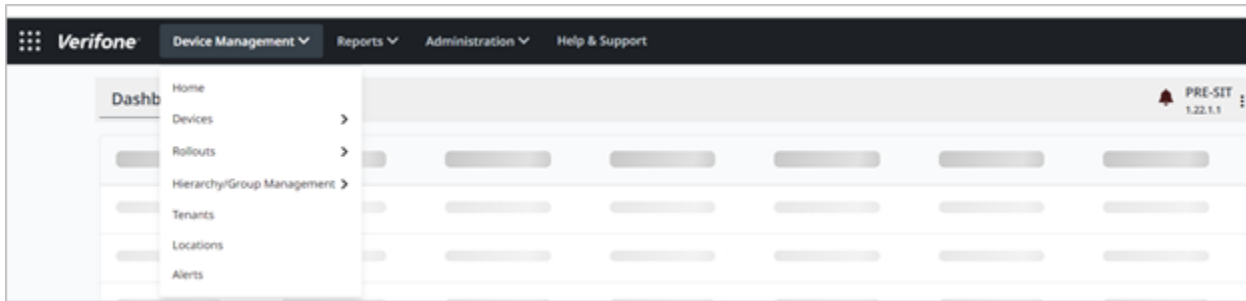 Verifone Device Management Reports Administration Help & Support
Dashb
PRE-SIT
1.22.1.1
Home
Devices
Rollouts
Hierarchy/Group Management
Tenants
Locations
Alerts